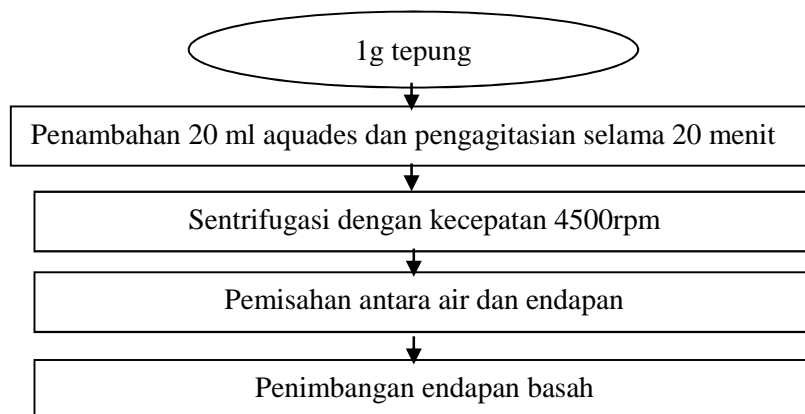 1g tepung
Penambahan 20 ml aquades dan pengagitasian selama 20 menit
Sentrifugasi dengan kecepatan 4500rpm
Pemisahan antara air dan endapan
Penimbangan endapan basah